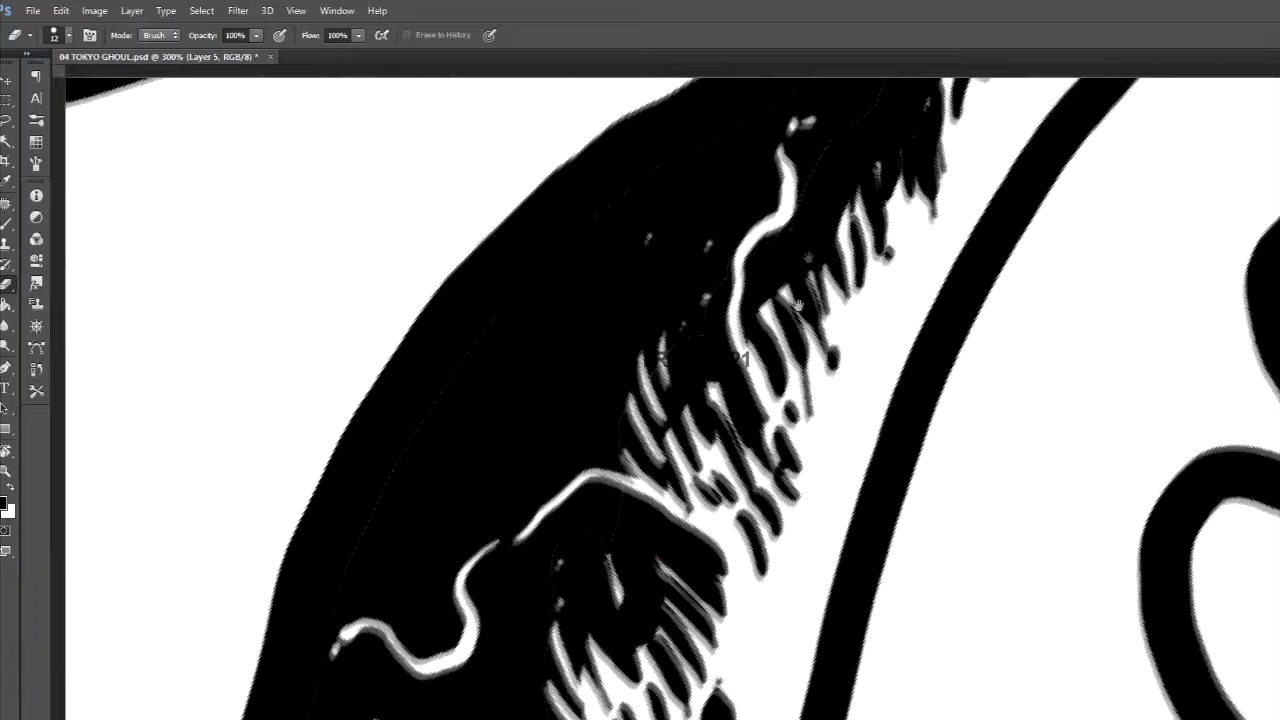 File Edit Image Layer Type Select Filter 3D View Window Help
12 Mode: Brush Opacity: 100% Flow: 100% Erase to History
04 TOKYO GHOUL.psd @ 300% (Layer 5, RGB/8) * ×